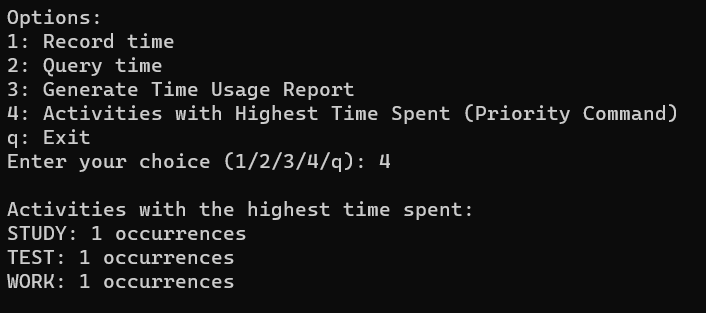 Options:
1: Record time
2: Query time
3: Generate Time Usage Report
4: Activities with Highest Time Spent (Priority Command)
q: Exit
Enter your choice (1/2/3/4/q): 4
Activities with the highest time spent:
STUDY: 1 occurrences
TEST: 1 occurrences
WORK: 1 occurrences